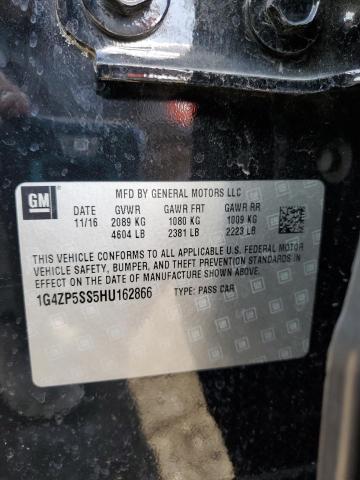 GM
MFD BY GENERAL MOTORS LLC
DATE GVWR GAWR FRT GAWR RR
11/16 2089 KG 1080 KG 1009 KG
4604 LB 2381 LB 2223 LB
THIS VEHICLE CONFORMS TO ALL APPLICABLE U.S. FEDERAL MOTOR
VEHICLE SAFETY, BUMPER, AND THEFT PREVENTION STANDARDS
IN EFFECT ON THE DATE OF MANUFACTURE SHOWN ABOVE.
1G4ZP5SS5HU162866 TYPE: PASS CAR